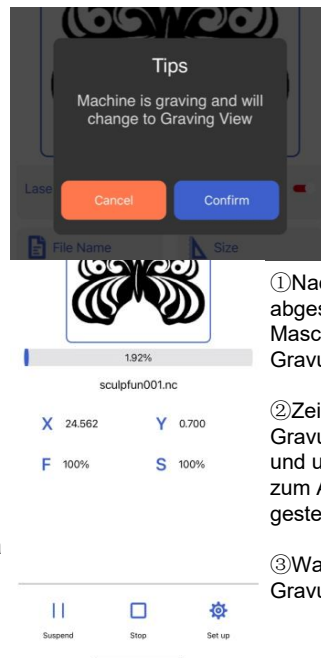 Tips
Machine is graving and will
change to Graving View
Lase
Cancel
Confirm
File Name
Size
1.92%
sculpfun001.nc
X 24.562 Y 0.700
F 100% S 100%
Suspend
Stop
Set up
①Nac
abges
Masc
Gravu
②Zei
Gravu
und u
zum A
geste
③Wa
Gravu